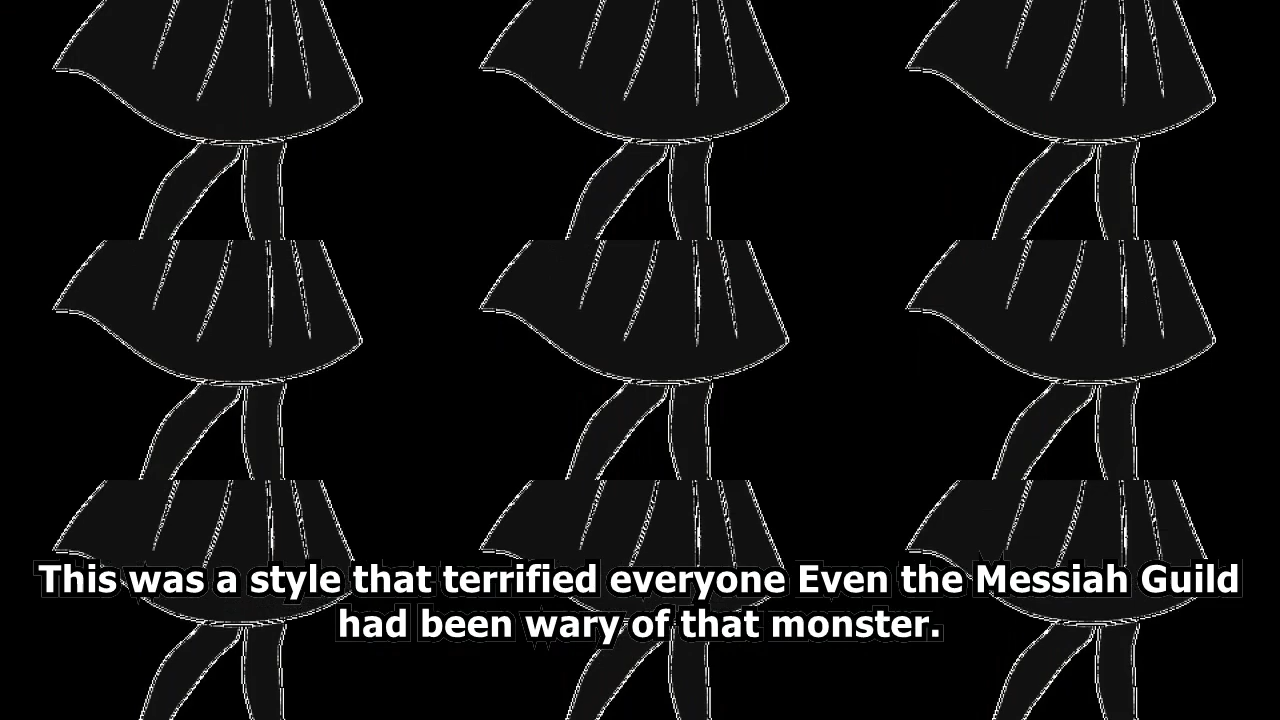 This was a style that terrified everyone Even the Messiah Guild
had been wary of that monster.